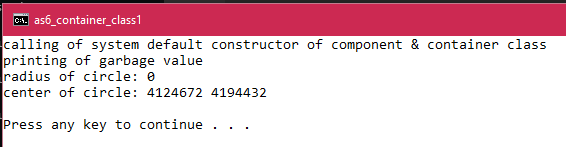 as6_container_class1
calling of system default constructor of component & container class
printing of garbage value
radius of circle: 0
center of circle: 4124672 4194432
Press any key to continue . . .